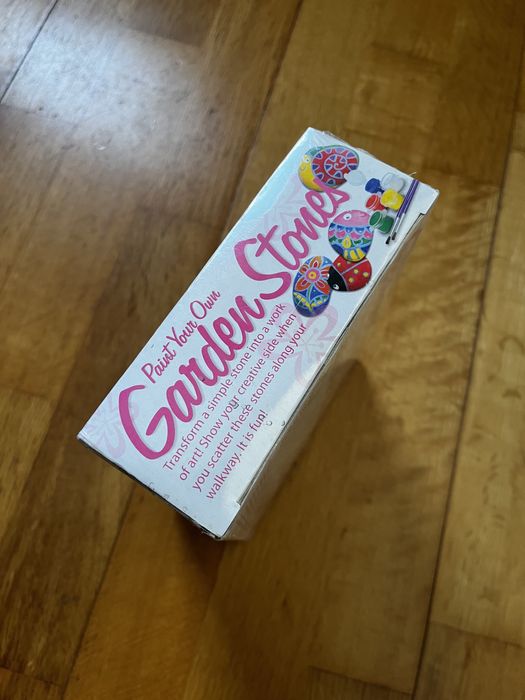 Paint Your Own
Garden Stones
Transform a simple stone into a work
of art! Show your creative side when
you scatter these stones along your
walkway. It is fun!